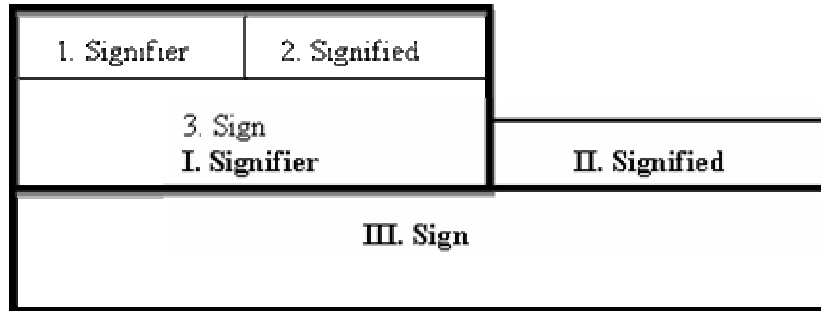 1. Signifier 2. Signified
3. Sign
I. Signifier II. Signified
III. Sign